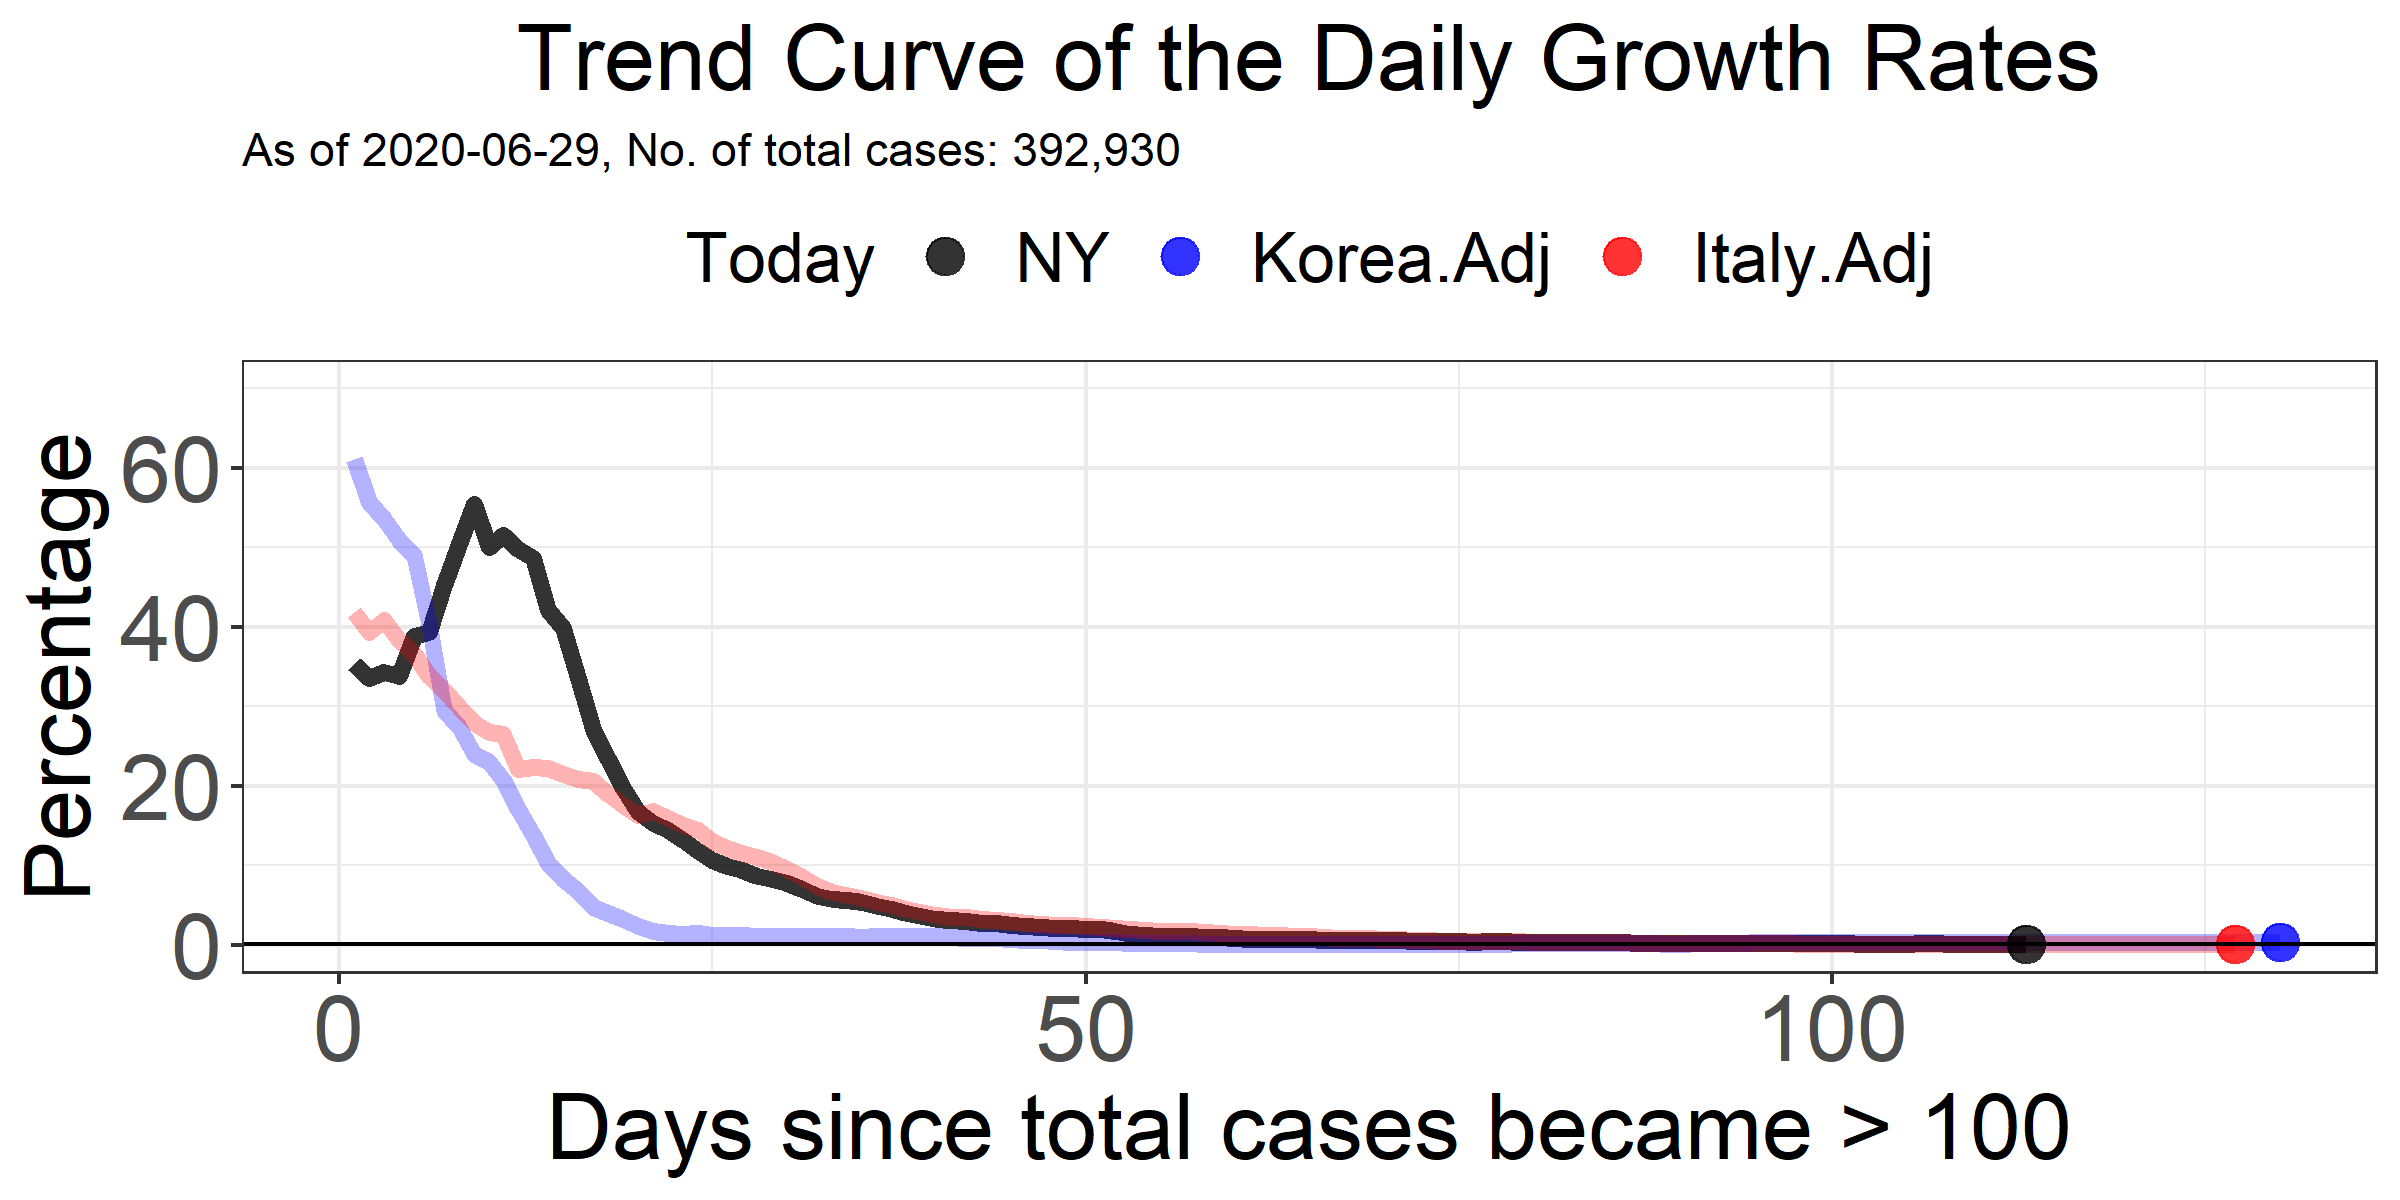 Trend Curve of the Daily Growth Rates
As of 2020-06-29, No. of total cases: 392,930
Today NY Korea.Adj Italy.Adj
Percentage
60
40
20
0
0 50 100
Days since total cases became > 100